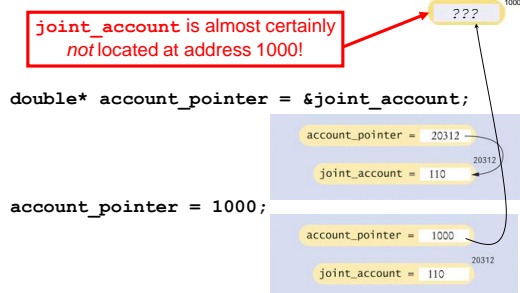 1000
???
joint_account is almost certainly
not located at address 1000!
double* account_pointer = &joint_account;
account_pointer = 20312
20312
joint_account = 110
account_pointer = 1000;
account_pointer = 1000
20312
joint_account = 110